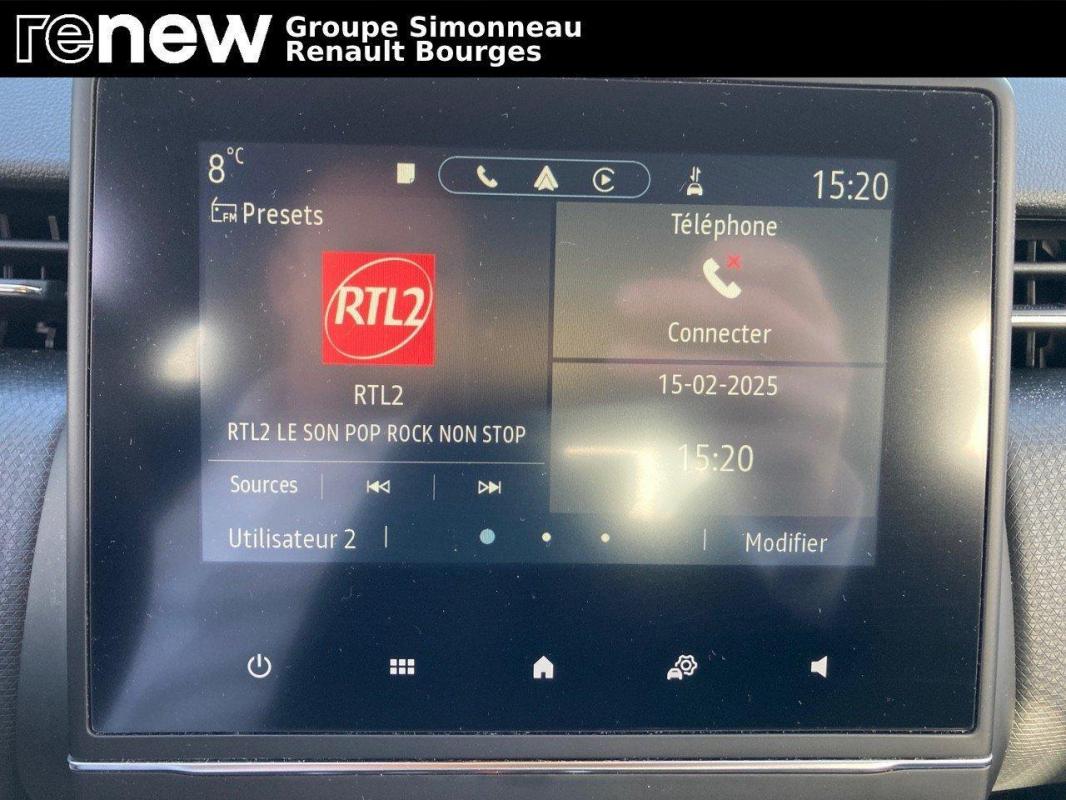 renew
Groupe Simonneau
Renault Bourges
8°C
15:20
FM Presets
Téléphone
RTL2
Connecter
RTL2
15-02-2025
RTL2 LE SON POP ROCK NON STOP
15:20
Sources
Utilisateur 2
Modifier